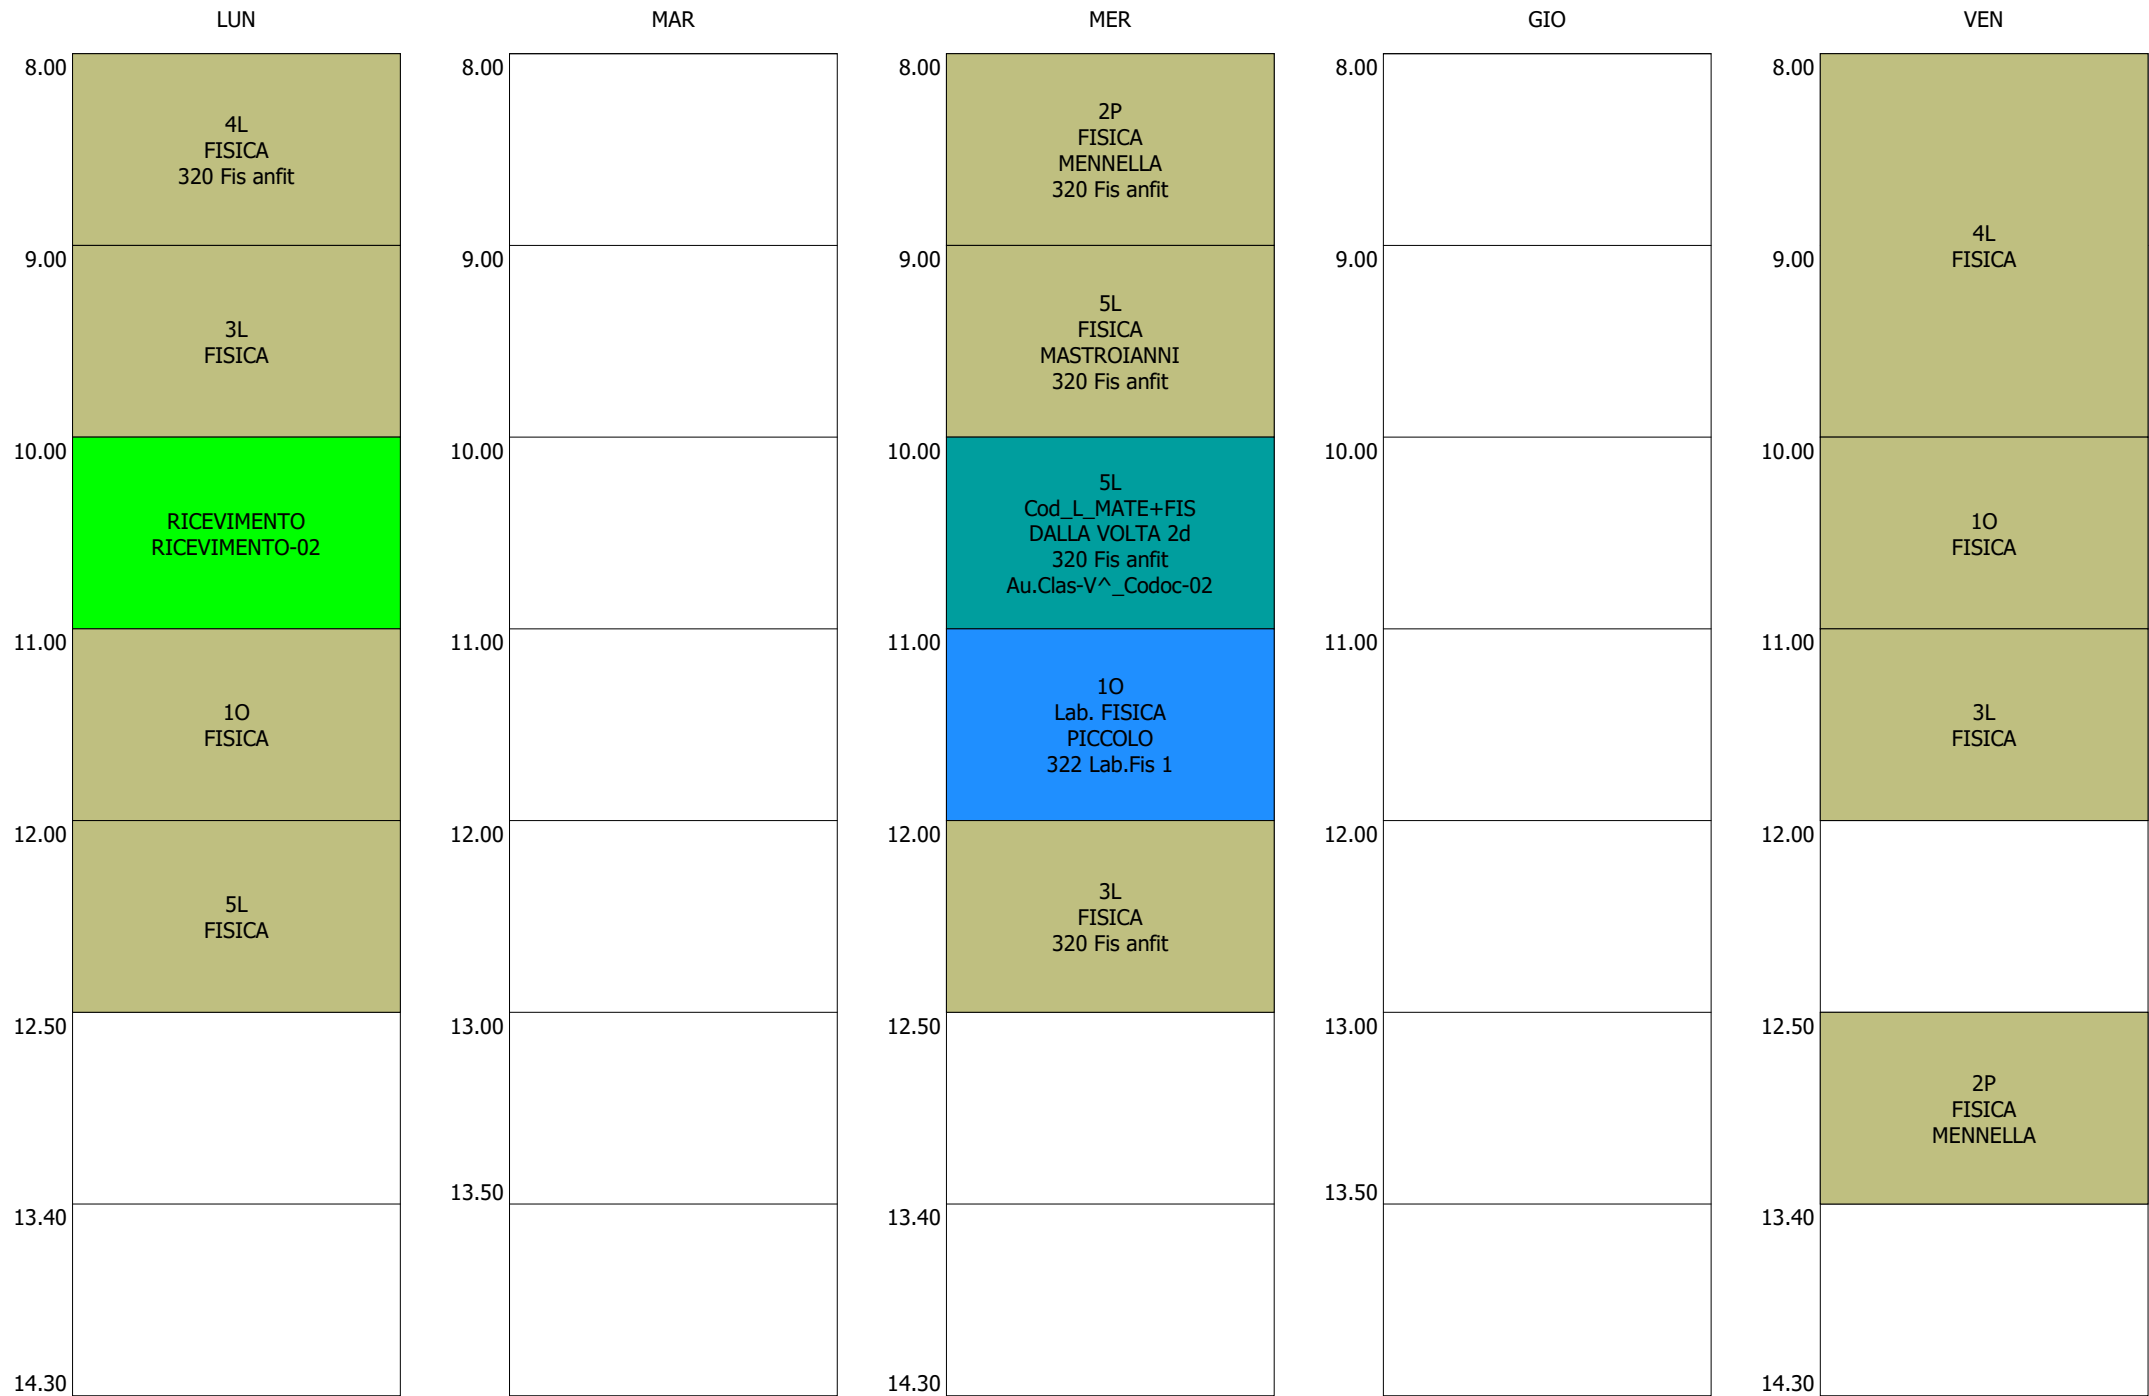 LUN
8.00
4L
FISICA
320 Fis anfit
9.00
3L
FISICA
10.00
RICEVIMENTO
RICEVIMENTO-02
11.00
1O
FISICA
12.00
5L
FISICA
12.50
13.40
14.30
MAR
8.00
9.00
10.00
11.00
12.00
13.00
13.50
MER
8.00
2P
FISICA
MENNELLA
320 Fis anfit
9.00
5L
FISICA
MASTROIANNI
320 Fis anfit
10.00
5L
Cod_L_MATE+FIS
DALLA VOLTA 2d
320 Fis anfit
Au.Clas-V^_Codoc-02
11.00
1O
Lab. FISICA
PICCOLO
322 Lab.Fis 1
12.00
3L
FISICA
320 Fis anfit
12.50
13.40
14.30
GIO
8.00
9.00
10.00
11.00
12.00
13.00
13.50
VEN
8.00
4L
FISICA
9.00
10.00
1O
FISICA
11.00
3L
FISICA
12.00
12.50
2P
FISICA
MENNELLA
13.40
14.30